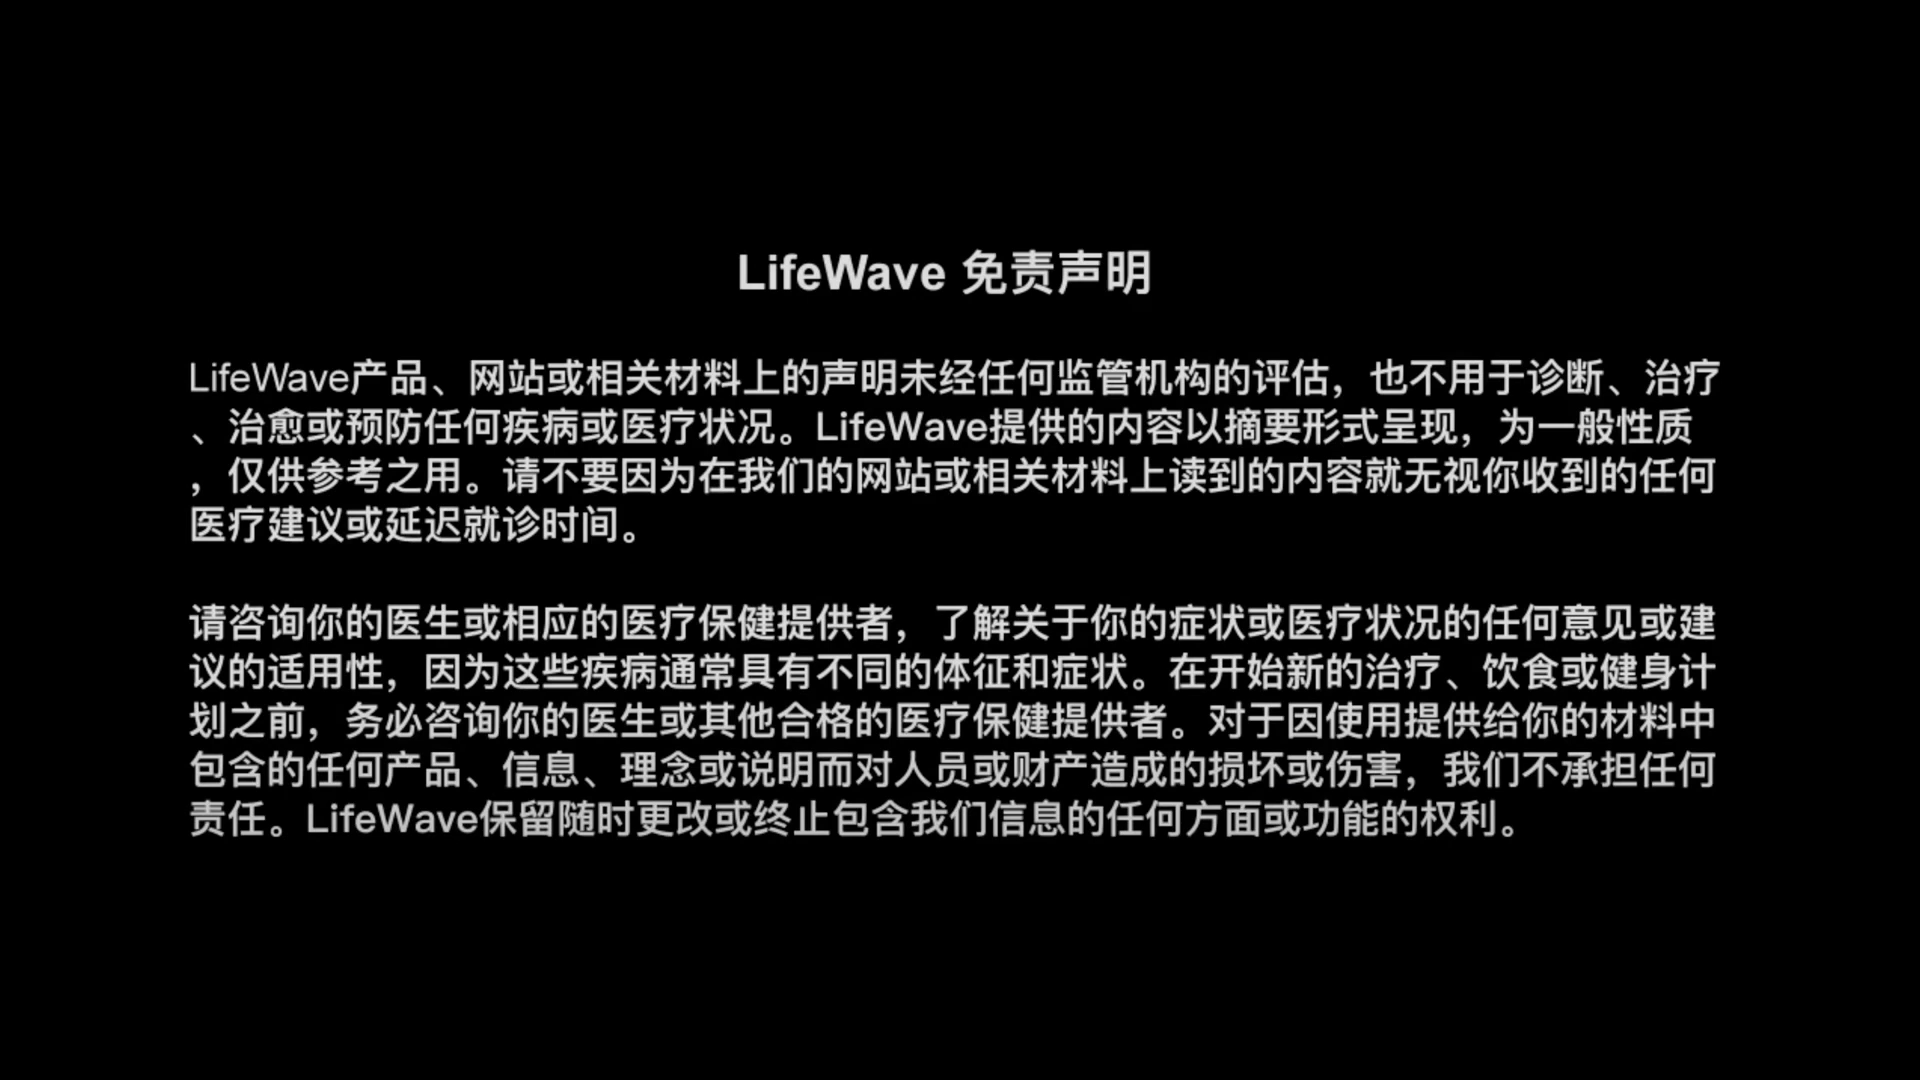 LifeWave 免责声明
LifeWave产品、网站或相关材料上的声明未经任何监管机构的评估，也不用于诊断、治疗
、治愈或预防任何疾病或医疗状况。LifeWave提供的内容以摘要形式呈现，为一般性质
，仅供参考之用。请不要因为在我们的网站或相关材料上读到的内容就无视你收到的任何
医疗建议或延迟就诊时间。
请咨询你的医生或相应的医疗保健提供者，了解关于你的症状或医疗状况的任何意见或建
议的适用性，因为这些疾病通常具有不同的体征和症状。在开始新的治疗、饮食或健身计
划之前，务必咨询你的医生或其他合格的医疗保健提供者。对于因使用提供给你的材料中
包含的任何产品、信息、理念或说明而对人员或财产造成的损坏或伤害，我们不承担任何
责任。LifeWave保留随时更改或终止包含我们信息的任何方面或功能的权利。